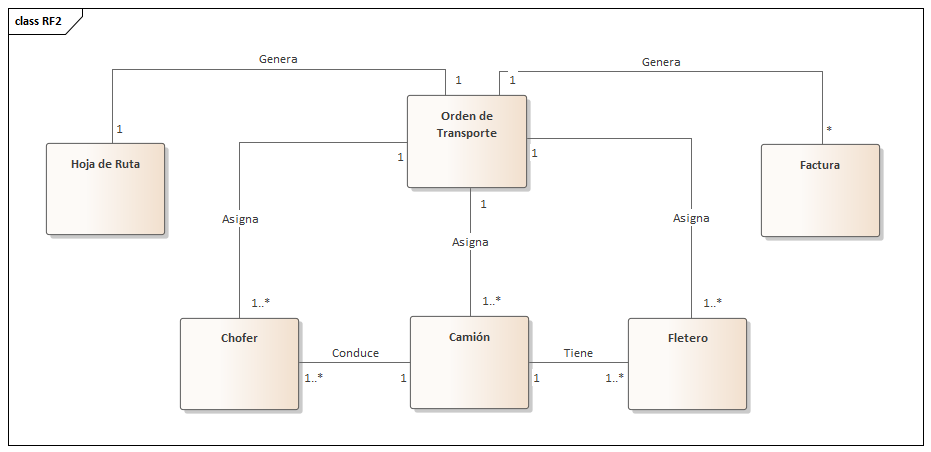 class RF2
Genera
Genera
1
1
1
*
Orden de
Transporte
Hoja de Ruta
Factura
1
1
1
Asigna
Asigna
Asigna
1..*
1..*
1..*
Chofer
Camión
Fletero
Conduce
Tiene
1..*
1
1
1..*